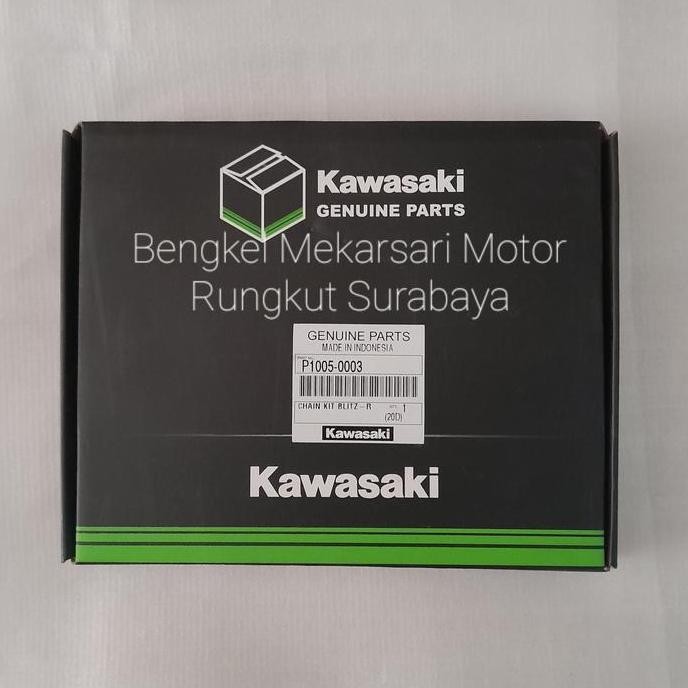 Kawasaki
GENUINE PARTS
Bengkel Mekarsari Motor
Rungkut Surabaya
GENUINE PARTS
MADE IN INDONESIA
P1005-0003
CHAIN KIT BLITZ-R 1
(20D)
Kawasaki
Kawasaki